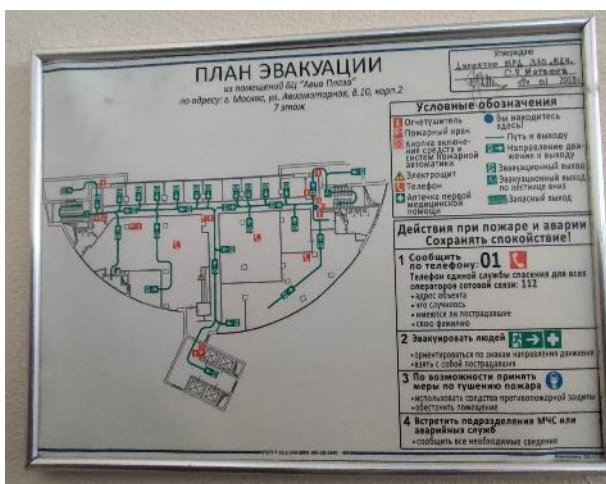 ПЛАН ЭВАКУАЦИИ
из помещений БЦ "Авиа Плаза"
по адресу: г. Москва, ул. Авиамоторная, д.10, корп.2
7 этаж
Утверждаю
Директор
2015г
Условные обозначения
Огнетушитель
Пожарный кран
Кнопка включе-
ния средств и
систем пожарной
автоматики
Электрощит
Телефон
Аптечка первой
медицинской
помощи
Вы находитесь
здесь!
Путь к выходу
Направление дви-
жения к выходу
Эвакуационный выход
Эвакуационный выход
по лестнице вниз
Запасный выход
Действия при пожаре и аварии
Сохранять спокойствие!
1 Сообщить
по телефону: 01
Телефон единой службы спасения для всех
операторов сотовой связи: 112
• адрес объекта
• что случилось
• имеются ли пострадавшие
• свою фамилию
2 Эвакуировать людей
• ориентироваться по знакам направления движения
• взять с собой пострадавших
3 По возможности принять
меры по тушению пожара
• использовать средства противопожарной защиты
• обесточить помещение
4 Встретить подразделения МЧС или
аварийных служб
• сообщить все необходимые сведения